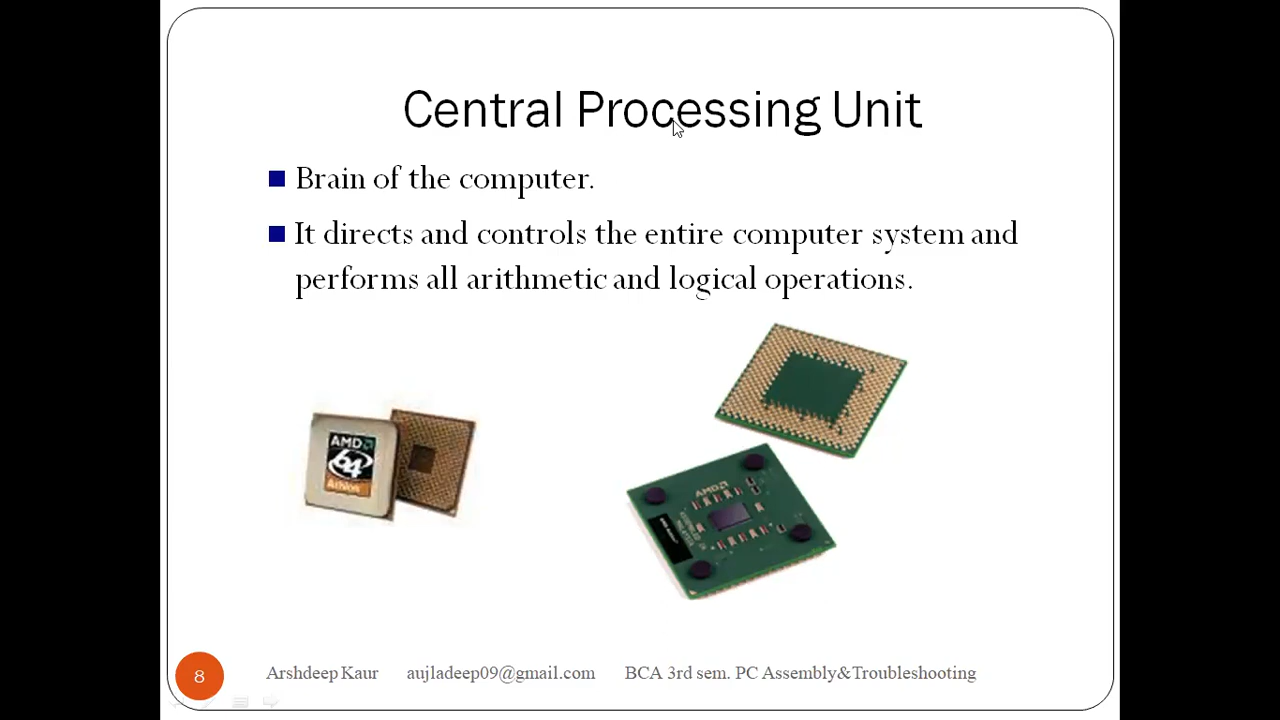 Central Processing Unit
Brain of the computer.
It directs and controls the entire computer system and
performs all arithmetic and logical operations.
AMD
64
Athlon
AMD
8
Arshdeep Kaur aujladeep09@gmail.com BCA 3rd sem. PC Assembly&Troubleshooting